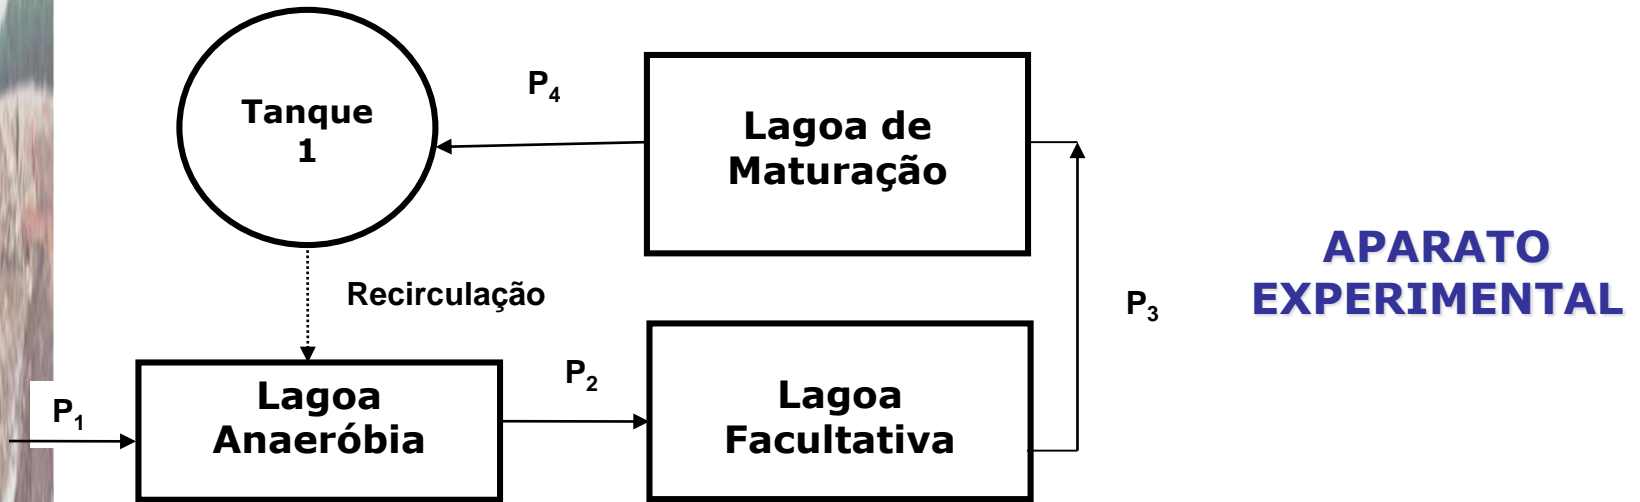 Tanque
1
P₄
Lagoa de
Maturação
APARATO
EXPERIMENTAL
Recirculação
P₃
P₁
Lagoa
Anaeróbia
P₂
Lagoa
Facultativa